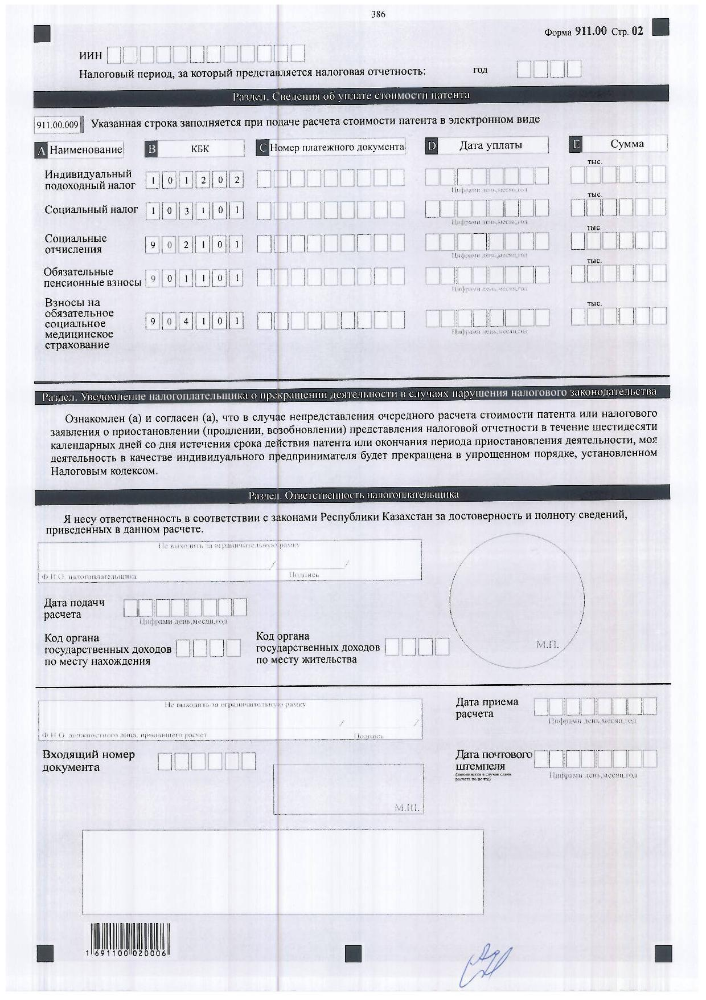 386
Форма 911.00 Стр. 02
ИИН
Налоговый период, за который представляется налоговая отчетность: год
Раздел. Сведения об уплате стоимости патента
911.00.009 Указанная строка заполняется при подаче расчета стоимости патента в электронном виде
A Наименование B КБК C Номер платежного документа D Дата уплаты E Сумма
тыс.
Индивидуальный
подоходный налог 1 0 1 2 0 2
Цифрами день,месяц,год
тыс.
Социальный налог 1 0 3 1 0 1
Цифрами день,месяц,год
тыс.
Социальные
отчисления 9 0 2 1 0 1
Цифрами день,месяц,год
тыс.
Обязательные
пенсионные взносы 9 0 1 1 0 1
Цифрами день,месяц,год
тыс.
Взносы на
обязательное
социальное 9 0 4 1 0 1
медицинское Цифрами день,месяц,год
страхование
Раздел. Уведомление налогоплательщика о прекращении деятельности в случаях нарушения налогового законодательства
Ознакомлен (а) и согласен (а), что в случае непредставления очередного расчета стоимости патента или налогового
заявления о приостановлении (продлении, возобновлении) представления налоговой отчетности в течение шестидесяти
календарных дней со дня истечения срока действия патента или окончания периода приостановления деятельности, моя
деятельность в качестве индивидуального предпринимателя будет прекращена в упрощенном порядке, установленном
Налоговым кодексом.
Раздел. Ответственность налогоплательщика
Я несу ответственность в соответствии с законами Республики Казахстан за достоверность и полноту сведений,
приведенных в данном расчете.
Не выходить за ограничительную рамку
/ /
Ф.И.О. налогоплательщика Подпись
Дата подачи
расчета
Цифрами день,месяц,год
Код органа
государственных доходов
по месту нахождения
Код органа
государственных доходов
по месту жительства
М.П.
Не выходить за ограничительную рамку
/ /
Ф.И.О. должностного лица, принявшего расчет Подпись
Дата приема
расчета
Цифрами день,месяц,год
Входящий номер
документа
М.Ш.
Дата почтового
штемпеля
(заполняется в случае сдачи
расчета по почте)
Цифрами день,месяц,год
1 691100 020006